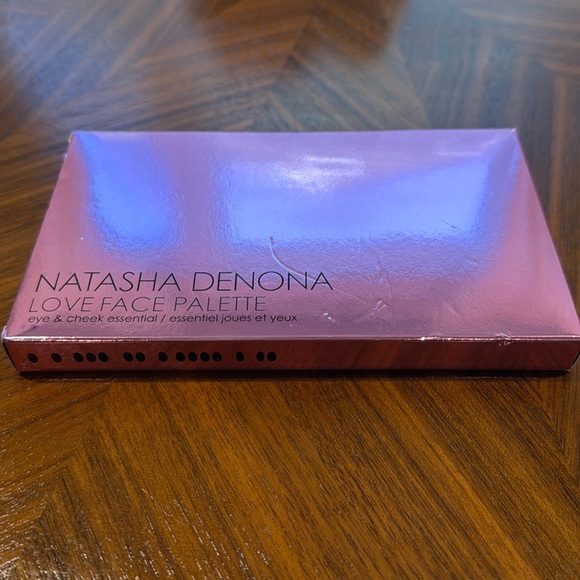 NATASHA DENONA
LOVE FACE PALETTE
eye & cheek essential / essentiel joues et yeux